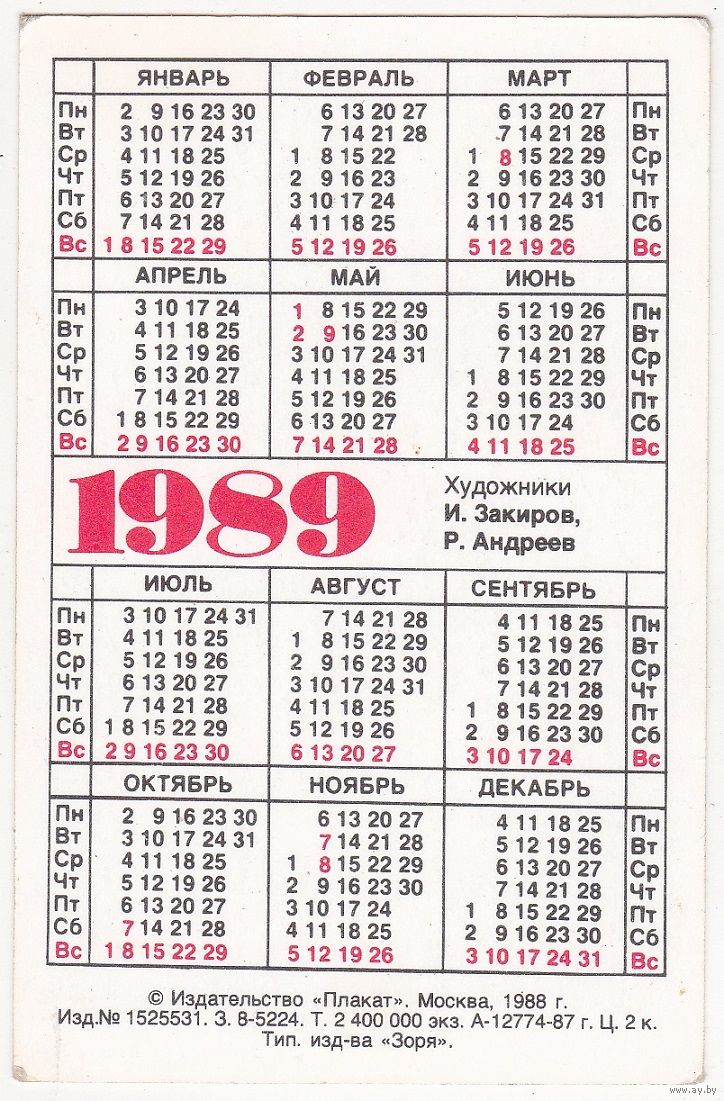 ЯНВАРЬ ФЕВРАЛЬ МАРТ
Пн 2 9 16 23 30 6 13 20 27 6 13 20 27 Пн
Вт 3 10 17 24 31 7 14 21 28 7 14 21 28 Вт
Ср 4 11 18 25 1 8 15 22 1 8 15 22 29 Ср
Чт 5 12 19 26 2 9 16 23 2 9 16 23 30 Чт
Пт 6 13 20 27 3 10 17 24 3 10 17 24 31 Пт
Сб 7 14 21 28 4 11 18 25 4 11 18 25 Сб
Вс 1 8 15 22 29 5 12 19 26 5 12 19 26 Вс
АПРЕЛЬ МАЙ ИЮНЬ
Пн 3 10 17 24 1 8 15 22 29 5 12 19 26 Пн
Вт 4 11 18 25 2 9 16 23 30 6 13 20 27 Вт
Ср 5 12 19 26 3 10 17 24 31 7 14 21 28 Ср
Чт 6 13 20 27 4 11 18 25 1 8 15 22 29 Чт
Пт 7 14 21 28 5 12 19 26 2 9 16 23 30 Пт
Сб 1 8 15 22 29 6 13 20 27 3 10 17 24 Сб
Вс 2 9 16 23 30 7 14 21 28 4 11 18 25 Вс
1989
Художники
И. Закиров,
Р. Андреев
ИЮЛЬ АВГУСТ СЕНТЯБРЬ
Пн 3 10 17 24 31 7 14 21 28 4 11 18 25 Пн
Вт 4 11 18 25 1 8 15 22 29 5 12 19 26 Вт
Ср 5 12 19 26 2 9 16 23 30 6 13 20 27 Ср
Чт 6 13 20 27 3 10 17 24 31 7 14 21 28 Чт
Пт 7 14 21 28 4 11 18 25 1 8 15 22 29 Пт
Сб 1 8 15 22 29 5 12 19 26 2 9 16 23 30 Сб
Вс 2 9 16 23 30 6 13 20 27 3 10 17 24 Вс
ОКТЯБРЬ НОЯБРЬ ДЕКАБРЬ
Пн 2 9 16 23 30 6 13 20 27 4 11 18 25 Пн
Вт 3 10 17 24 31 7 14 21 28 5 12 19 26 Вт
Ср 4 11 18 25 1 8 15 22 29 6 13 20 27 Ср
Чт 5 12 19 26 2 9 16 23 30 7 14 21 28 Чт
Пт 6 13 20 27 3 10 17 24 1 8 15 22 29 Пт
Сб 7 14 21 28 4 11 18 25 2 9 16 23 30 Сб
Вс 1 8 15 22 29 5 12 19 26 3 10 17 24 31 Вс
© Издательство «Плакат». Москва, 1988 г.
Изд.№ 1525531. З. 8-5224. Т. 2 400 000 экз. А-12774-87 г. Ц. 2 к.
Тип. изд-ва «Зоря».
www.ay.by